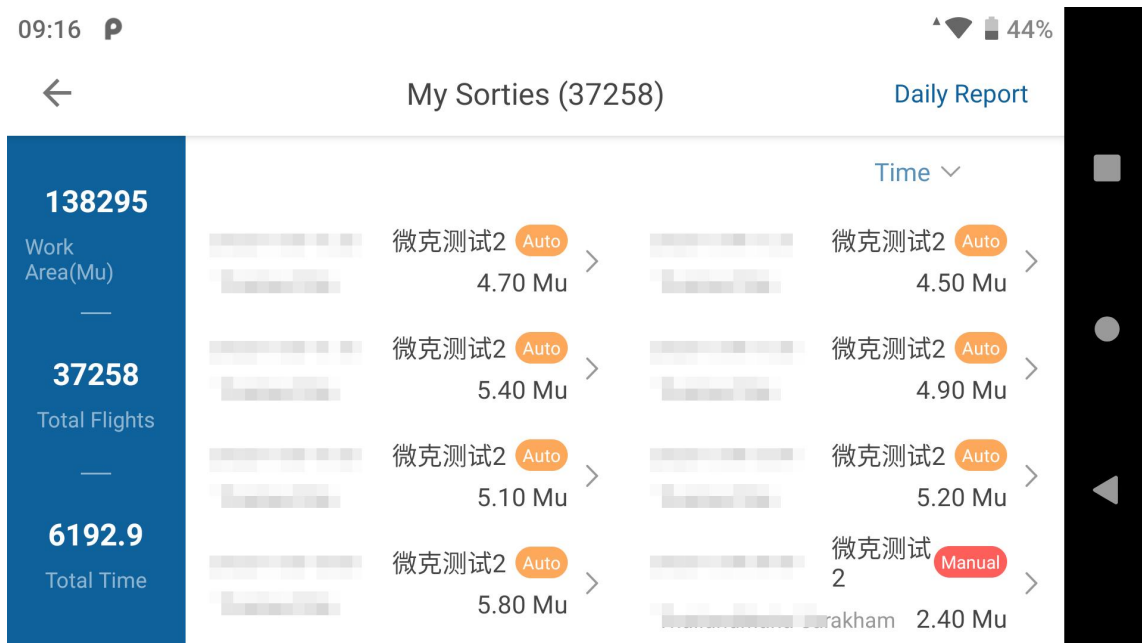 09:16
44%
My Sorties (37258)
Daily Report
138295
Work
Area(Mu)
37258
Total Flights
6192.9
Total Time
Time
微克测试2 Auto
4.70 Mu
微克测试2 Auto
4.50 Mu
微克测试2 Auto
5.40 Mu
微克测试2 Auto
4.90 Mu
微克测试2 Auto
5.10 Mu
微克测试2 Auto
5.20 Mu
微克测试2 Auto
5.80 Mu
微克测试
2
Manual
2.40 Mu